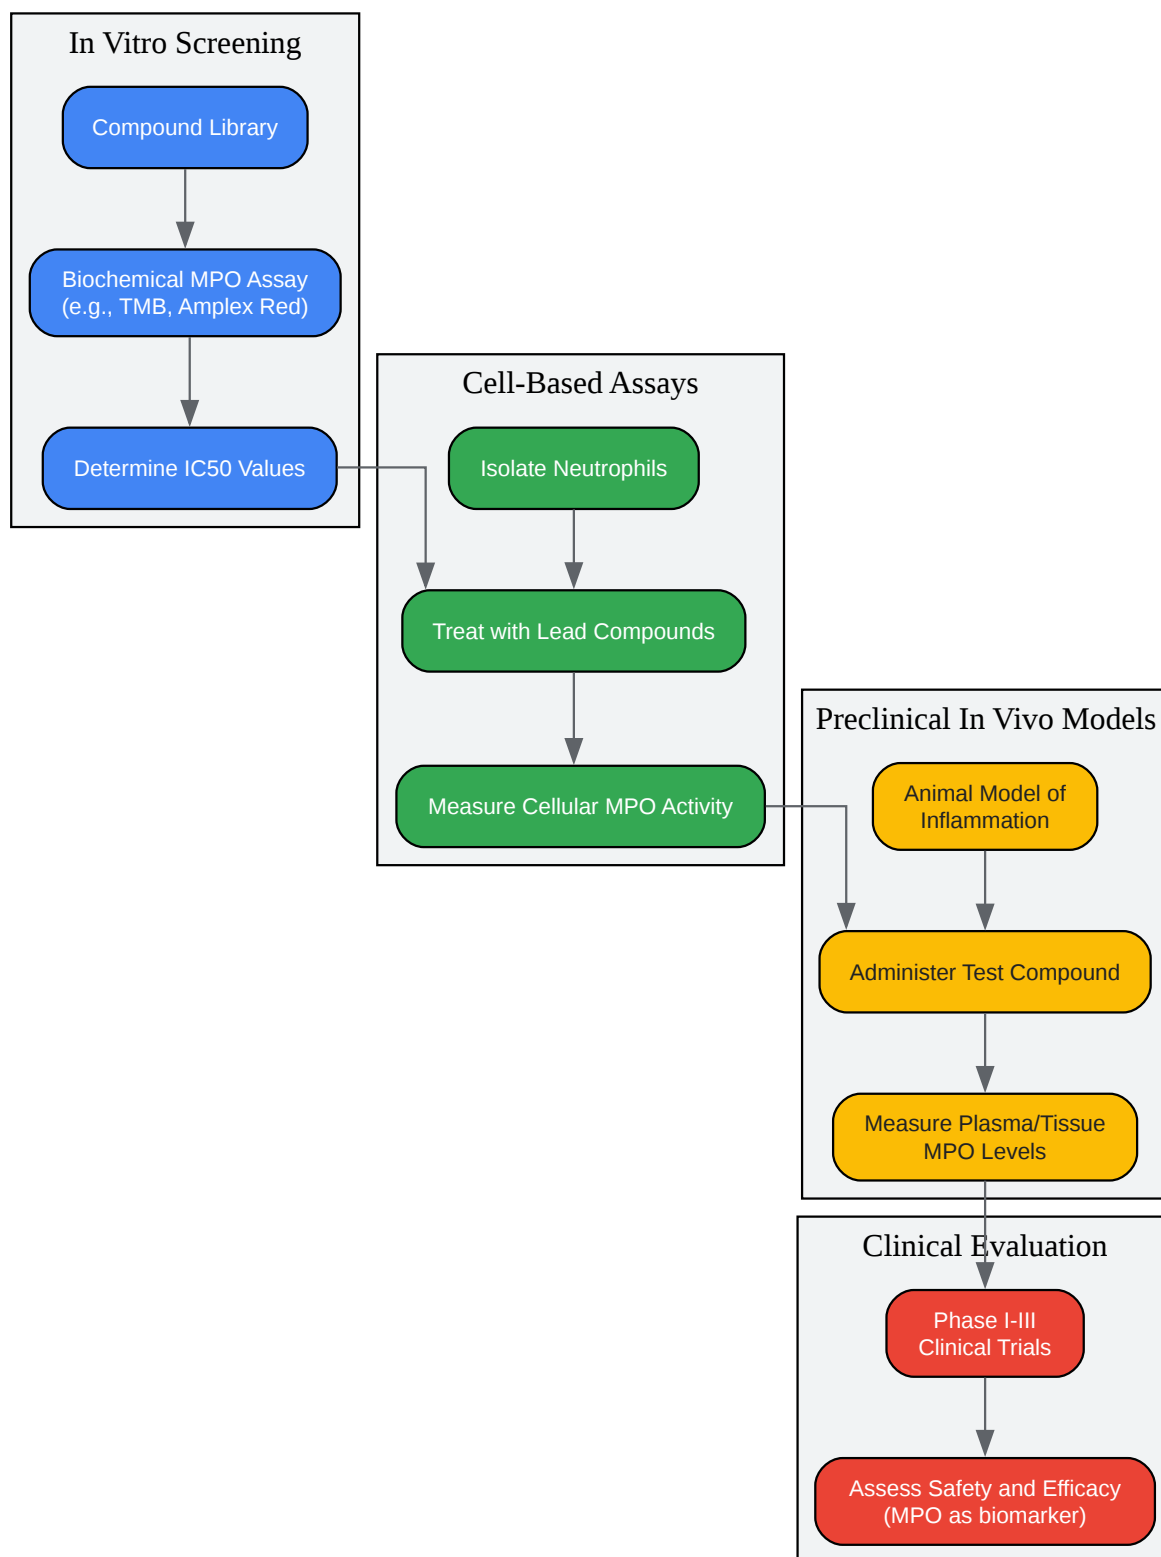 In Vitro Screening
Compound Library
Biochemical MPO Assay
(e.g., TMB, Amplex Red)
Determine IC50 Values
Cell-Based Assays
Isolate Neutrophils
Treat with Lead Compounds
Measure Cellular MPO Activity
Preclinical In Vivo Models
Animal Model of
Inflammation
Administer Test Compound
Measure Plasma/Tissue
MPO Levels
Clinical Evaluation
Phase I-III
Clinical Trials
Assess Safety and Efficacy
(MPO as biomarker)